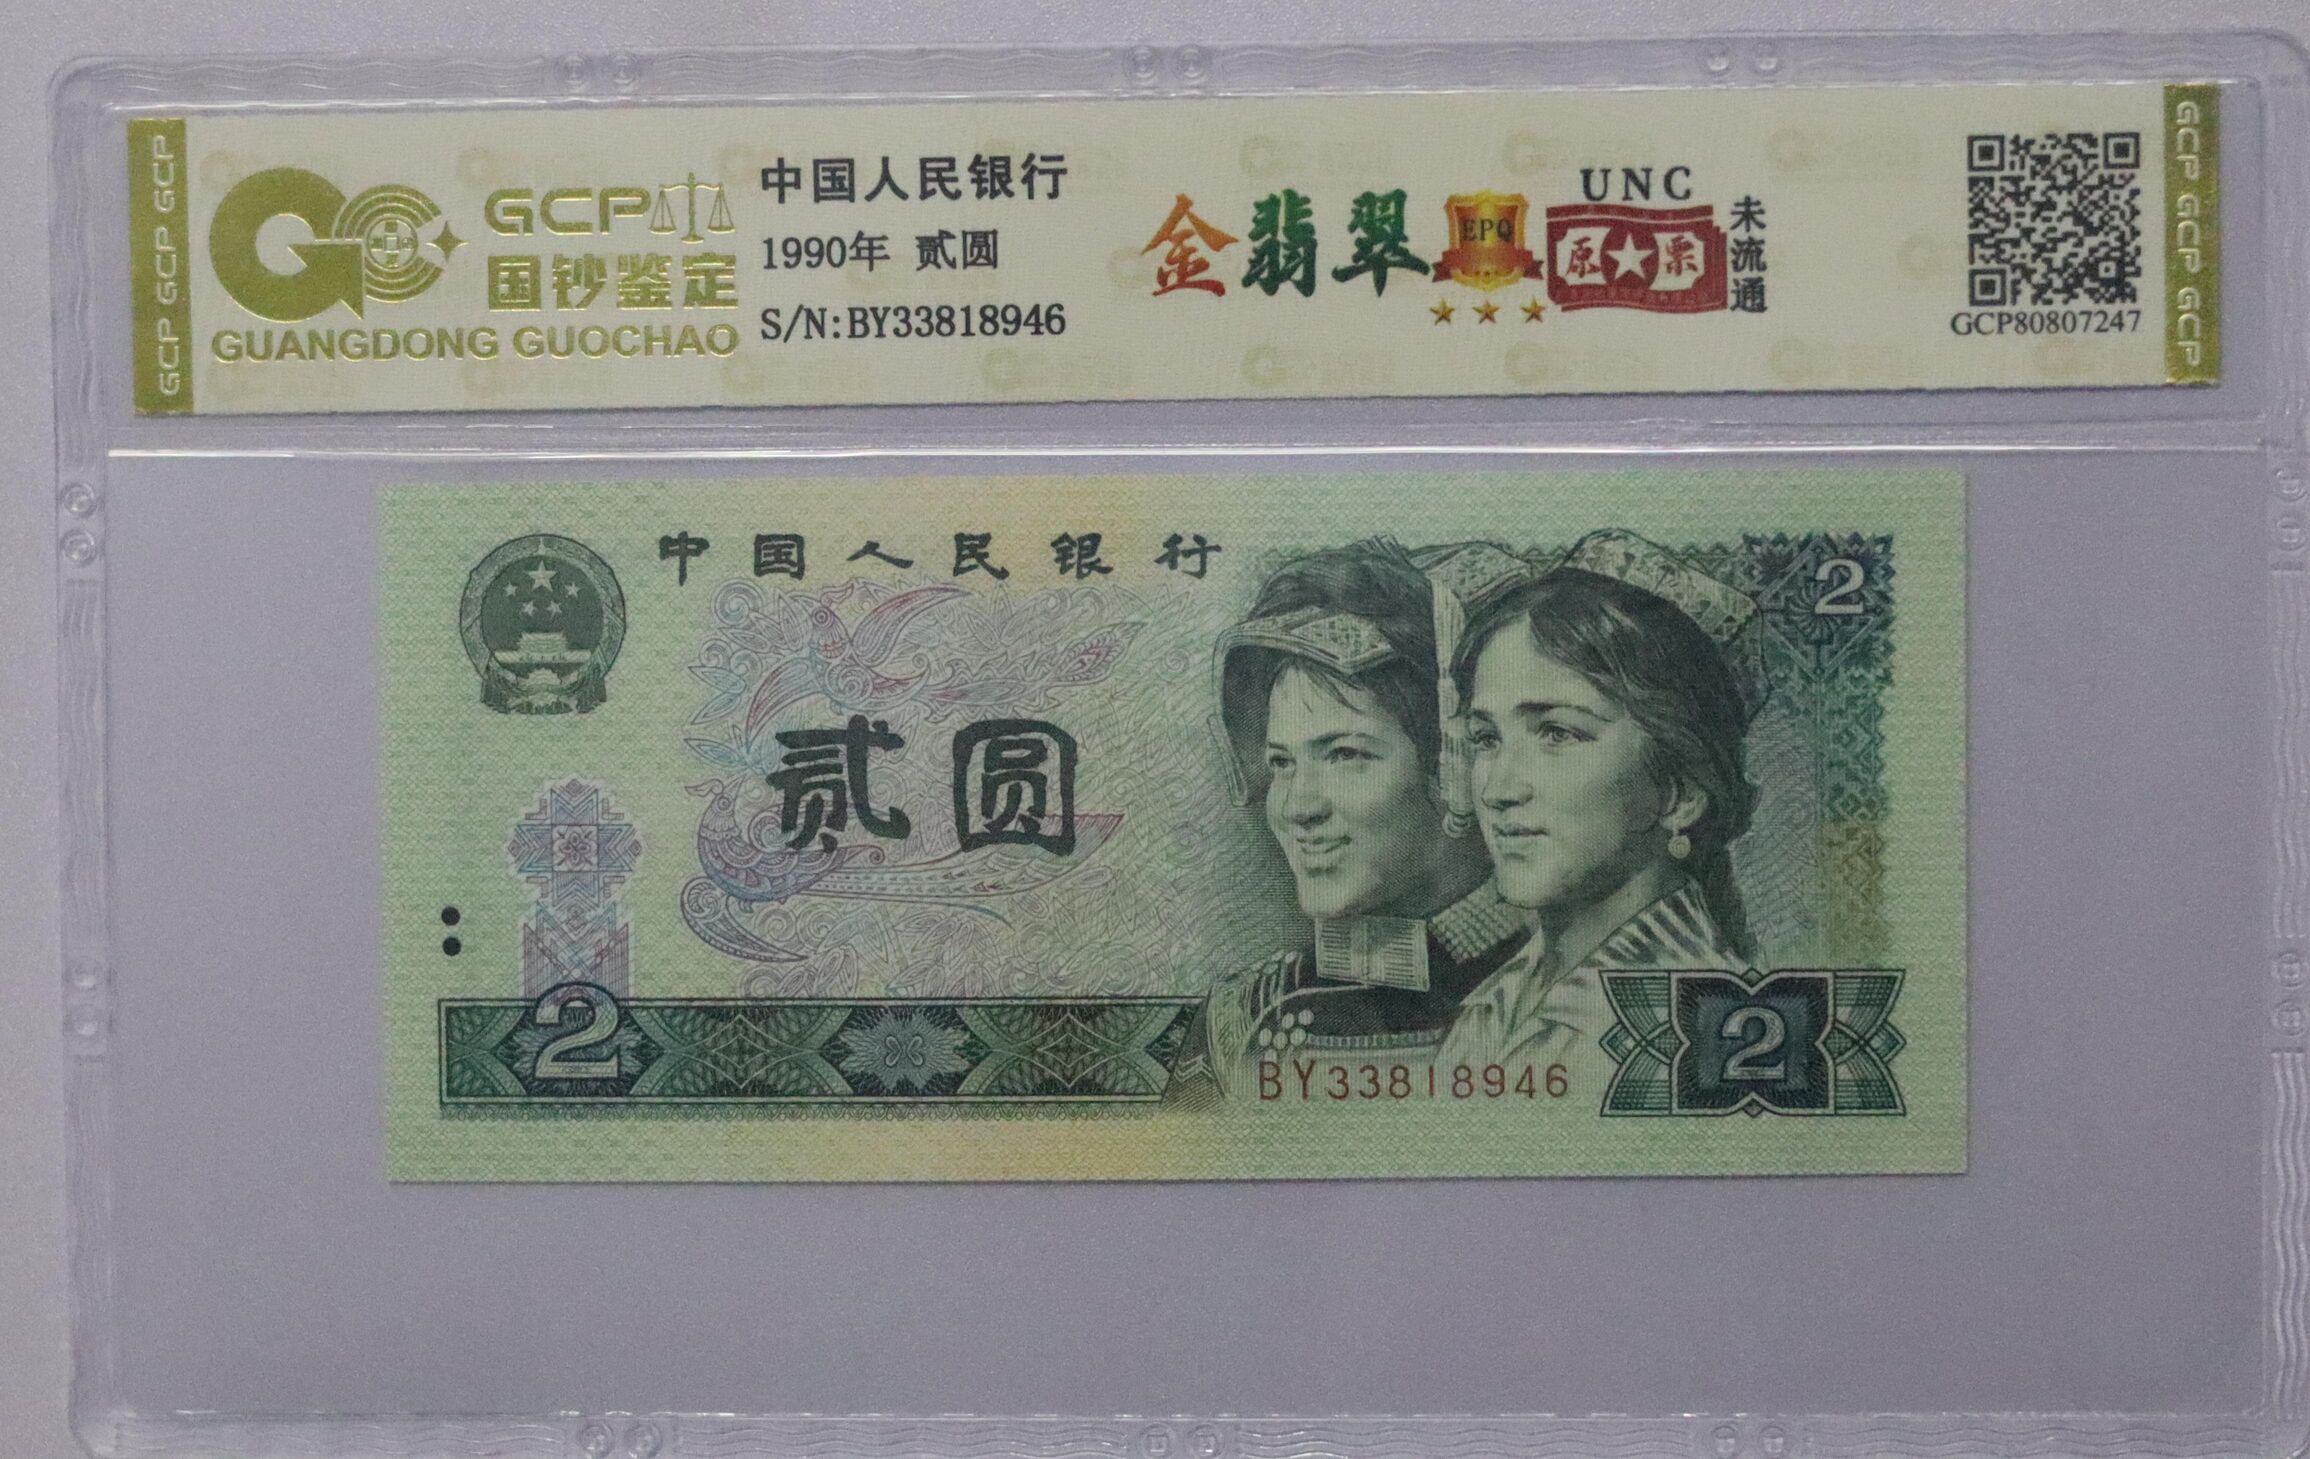 GCP GCP GCP
GCP
国钞鉴定
GUANGDONG GUOCHAO
中国人民银行
1990年 贰圆
S/N:BY33818946
金翡翠
EPQ
UNC
原★票
未流通
GCP80807247
GCP GCP GCP
中国人民银行
2
贰圆
2
BY33818946
2